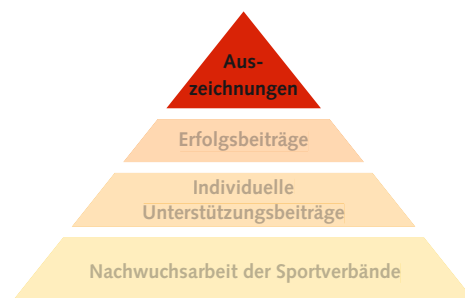 Aus-
zeichnungen
Erfolgsbeiträge
Individuelle
Unterstützungsbeiträge
Nachwuchsarbeit der Sportverbände